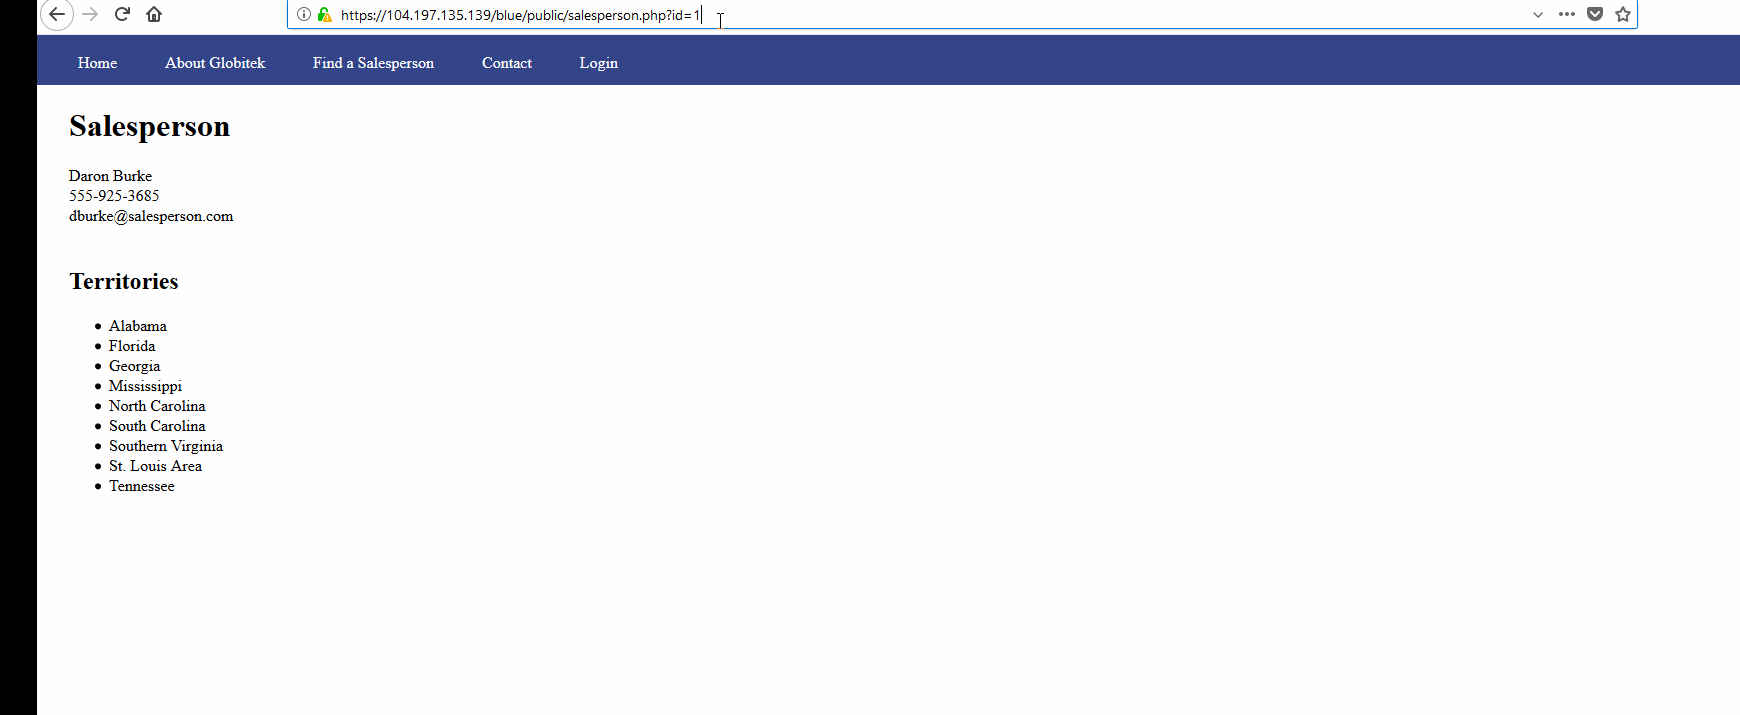 https://104.197.135.139/blue/public/salesperson.php?id=1
Home About Globitek Find a Salesperson Contact Login
Salesperson
Daron Burke
555-925-3685
dburke@salesperson.com
Territories
Alabama
Florida
Georgia
Mississippi
North Carolina
South Carolina
Southern Virginia
St. Louis Area
Tennessee